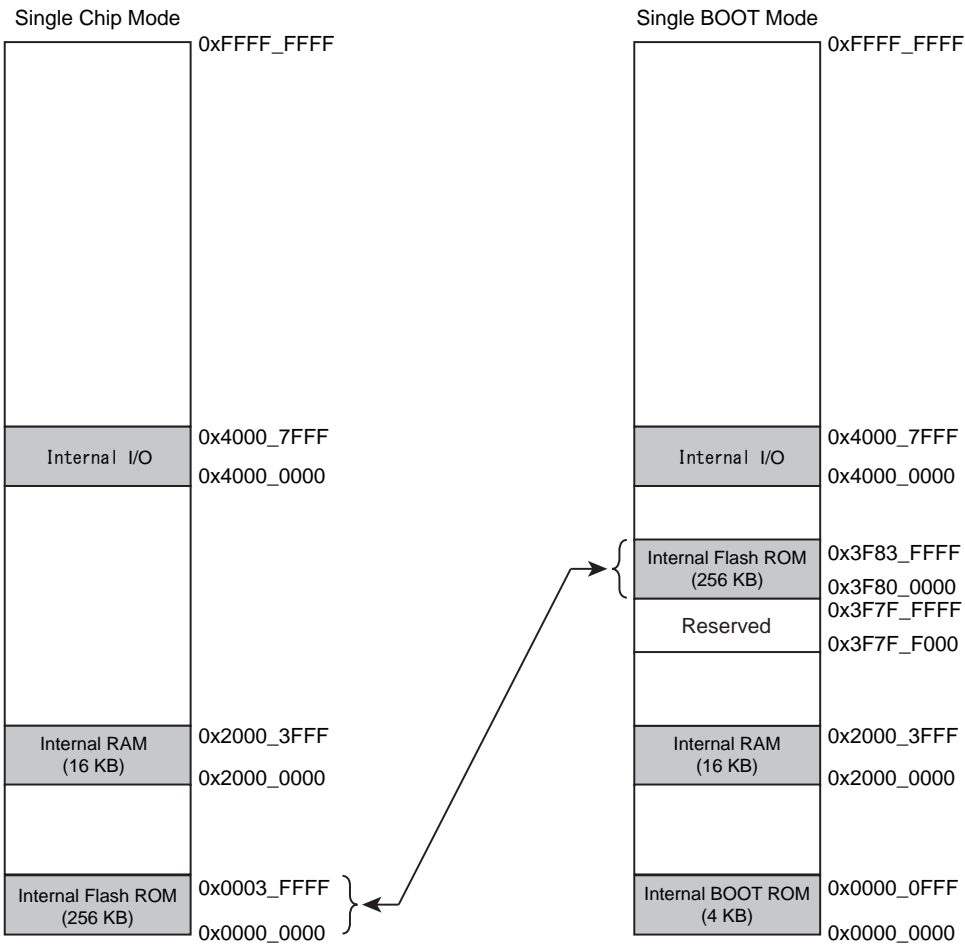 Single Chip Mode
0xFFFF_FFFF
Internal I/O
0x4000_7FFF
0x4000_0000
Internal RAM
(16 KB)
0x2000_3FFF
0x2000_0000
Internal Flash ROM
(256 KB)
0x0003_FFFF
0x0000_0000
Single BOOT Mode
0xFFFF_FFFF
Internal I/O
0x4000_7FFF
0x4000_0000
Internal Flash ROM
(256 KB)
0x3F83_FFFF
0x3F80_0000
0x3F7F_FFFF
Reserved
0x3F7F_F000
Internal RAM
(16 KB)
0x2000_3FFF
0x2000_0000
Internal BOOT ROM
(4 KB)
0x0000_0FFF
0x0000_0000